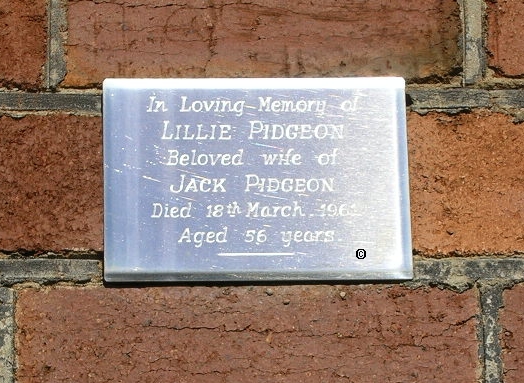 In Loving Memory of
LILLIE PIDGEON
Beloved wife of
JACK PIDGEON
Died 18th March.
Aged 56 years.
©